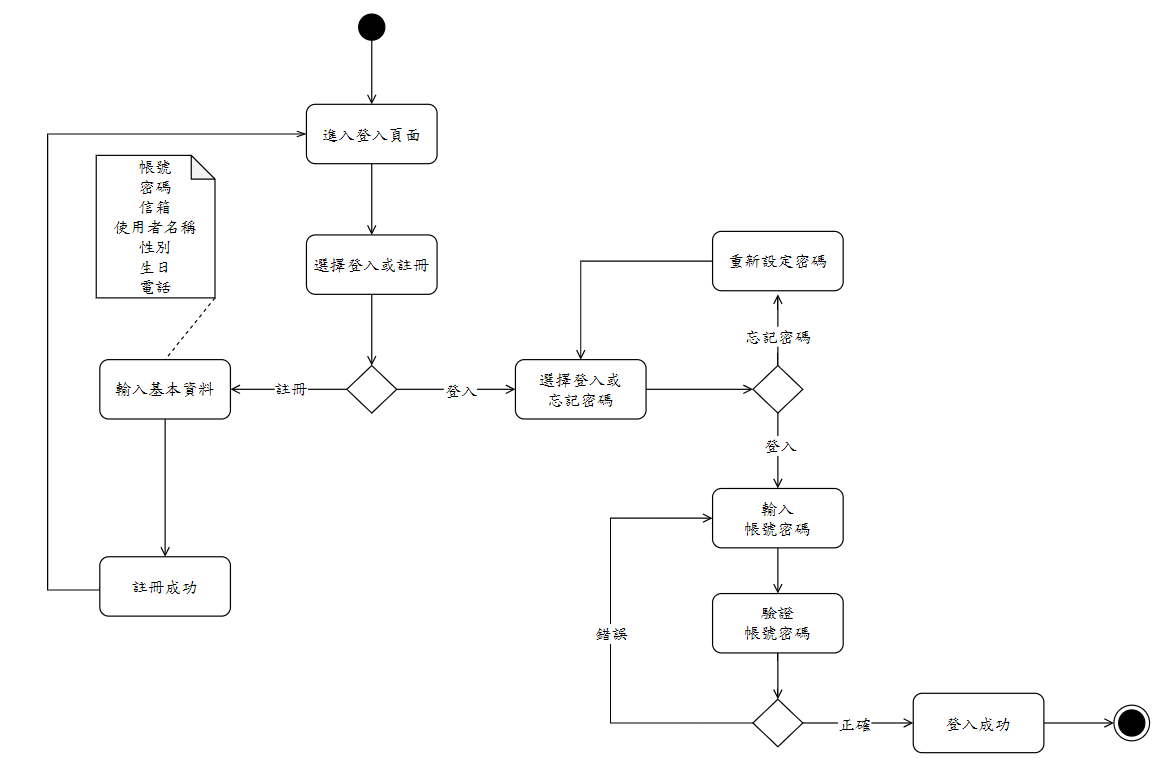 進入登入頁面
帳號
密碼
信箱
使用者名稱
性別
生日
電話
選擇登入或註冊
重新設定密碼
忘記密碼
輸入基本資料
註冊
登入
選擇登入或
忘記密碼
登入
輸入
帳號密碼
註冊成功
驗證
帳號密碼
錯誤
正確
登入成功